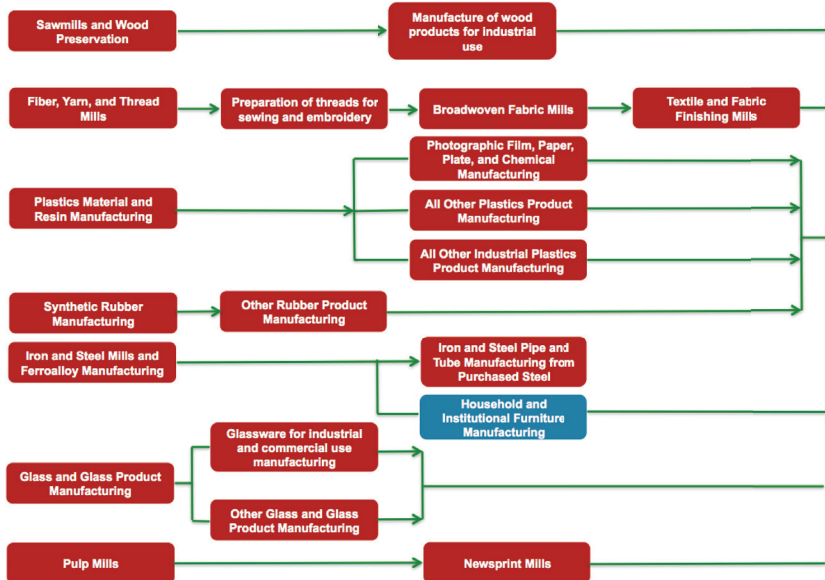 Sawmills and Wood
Preservation
Manufacture of wood
products for industrial
use
Fiber, Yarn, and Thread
Mills
Preparation of threads for
sewing and embroidery
Broadwoven Fabric Mills
Textile and Fabric
Finishing Mills
Photographic Film, Paper,
Plate, and Chemical
Manufacturing
Plastics Material and
Resin Manufacturing
All Other Plastics Product
Manufacturing
All Other Industrial Plastics
Product Manufacturing
Synthetic Rubber
Manufacturing
Other Rubber Product
Manufacturing
Iron and Steel Mills and
Ferroalloy Manufacturing
Iron and Steel Pipe and
Tube Manufacturing from
Purchased Steel
Household and
Institutional Furniture
Manufacturing
Glassware for industrial
and commercial use
manufacturing
Glass and Glass Product
Manufacturing
Other Glass and Glass
Product Manufacturing
Pulp Mills
Newsprint Mills